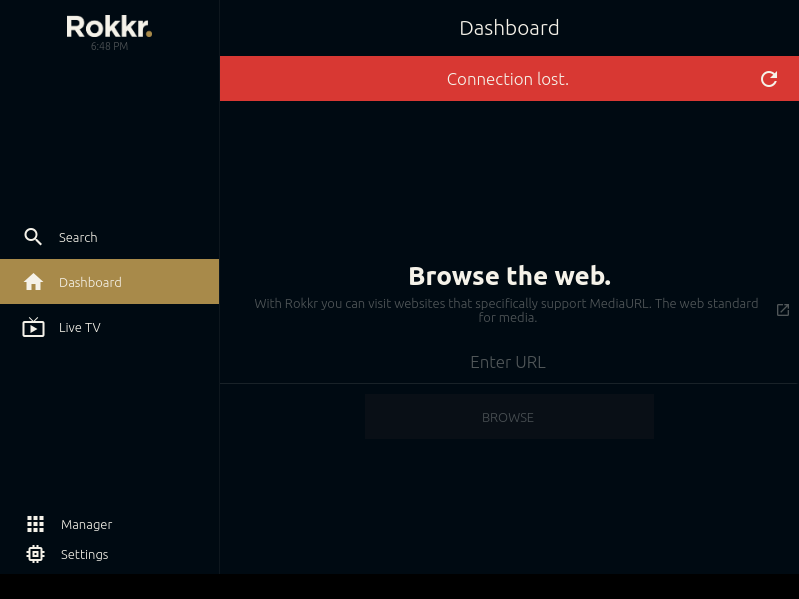 Rokkr.
6:48 PM
Dashboard
Connection lost.
Search
Dashboard
Live TV
Browse the web.
With Rokkr you can visit websites that specifically support MediaURL. The web standard
for media.
Enter URL
BROWSE
Manager
Settings